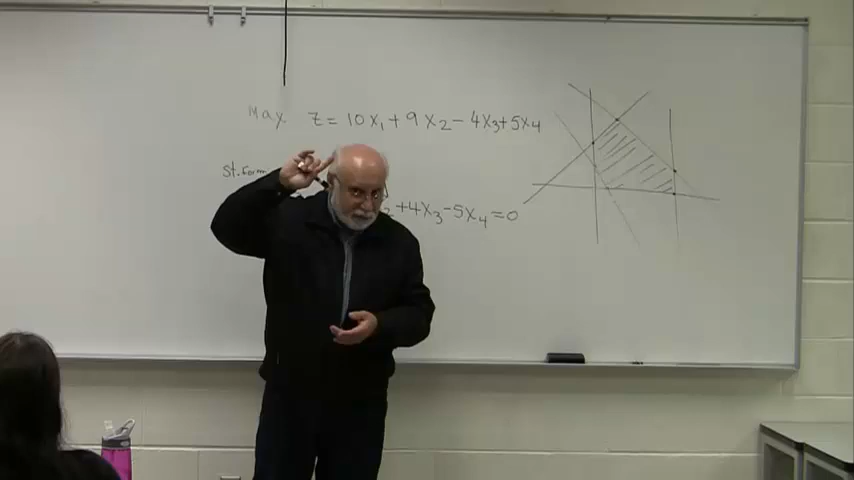 Max Z = 10x₁ + 9x₂ - 4x₃ + 5x₄
St. Form
+4x₃ - 5x₄ = 0